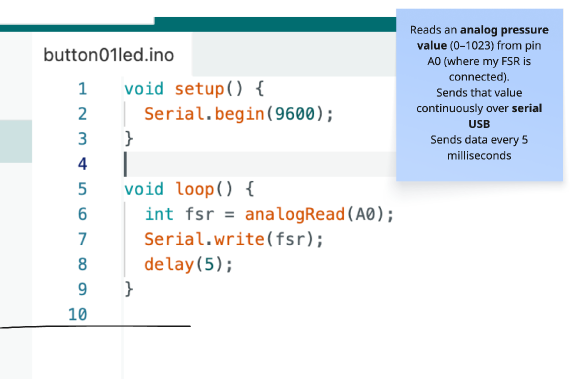 button01led.ino
1 void setup() {
2 Serial.begin(9600);
3 }
4
5 void loop() {
6 int fsr = analogRead(A0);
7 Serial.write(fsr);
8 delay(5);
9 }
10
Reads an analog pressure
value (0–1023) from pin
A0 (where my FSR is
connected).
Sends that value
continuously over serial
USB
Sends data every 5
milliseconds